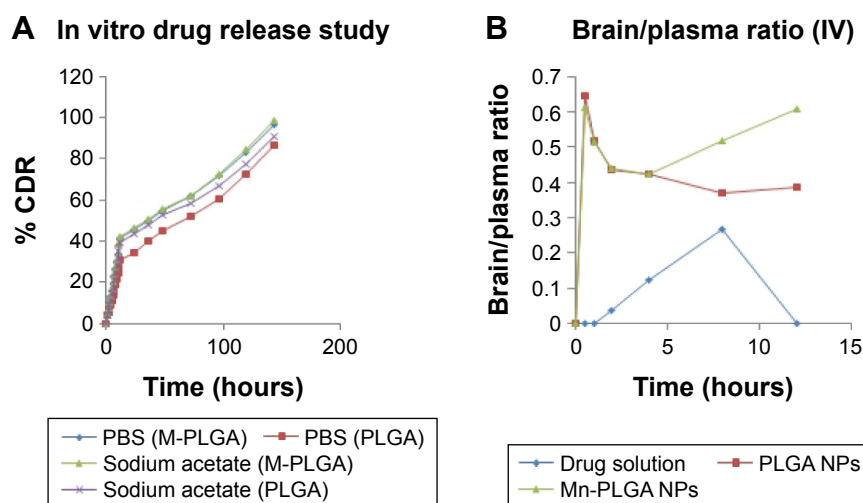 A In vitro drug release study
% CDR
120
100
80
60
40
20
0
0 100 200
Time (hours)
PBS (M-PLGA) PBS (PLGA)
Sodium acetate (M-PLGA)
Sodium acetate (PLGA)
B Brain/plasma ratio (IV)
Brain/plasma ratio
0.7
0.6
0.5
0.4
0.3
0.2
0.1
0
0 5 10 15
Time (hours)
Drug solution PLGA NPs
Mn-PLGA NPs